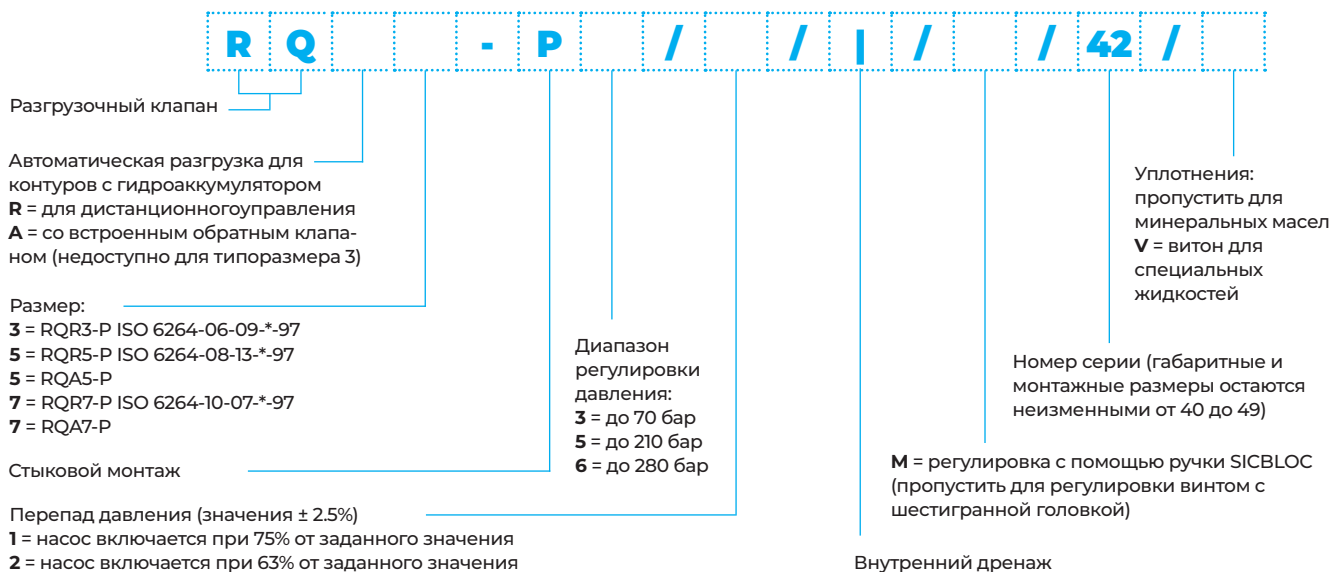 R Q - P / / | / / 42 /
Разгрузочный клапан
Автоматическая разгрузка для
контуров с гидроаккумулятором
R = для дистанционногоуправления
A = со встроенным обратным клапа-
ном (недоступно для типоразмера 3)
Размер:
3 = RQR3-P ISO 6264-06-09-*-97
5 = RQR5-P ISO 6264-08-13-*-97
5 = RQA5-P
7 = RQR7-P ISO 6264-10-07-*-97
7 = RQA7-P
Стыковой монтаж
Перепад давления (значения ± 2.5%)
1 = насос включается при 75% от заданного значения
2 = насос включается при 63% от заданного значения
Диапазон
регулировки
давления:
3 = до 70 бар
5 = до 210 бар
6 = до 280 бар
Внутренний дренаж
M = регулировка с помощью ручки SICBLOC
(пропустить для регулировки винтом с
шестигранной головкой)
Номер серии (габаритные и
монтажные размеры остаются
неизменными от 40 до 49)
Уплотнения:
пропустить для
минеральных масел
V = витон для
специальных
жидкостей